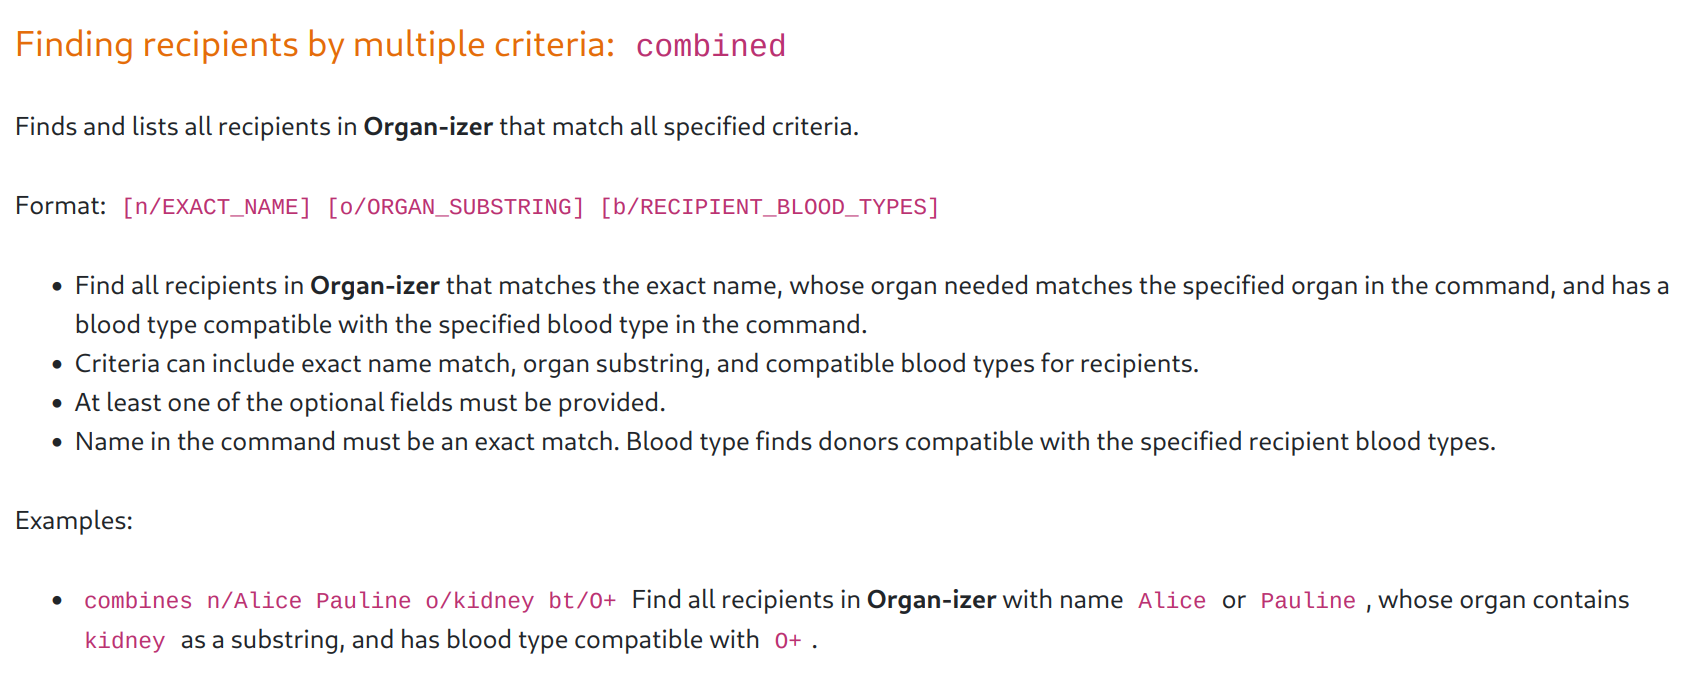 Finding recipients by multiple criteria: combined
Finds and lists all recipients in Organ-izer that match all specified criteria.
Format: [n/EXACT_NAME] [o/ORGAN_SUBSTRING] [b/RECIPIENT_BLOOD_TYPES]
• Find all recipients in Organ-izer that matches the exact name, whose organ needed matches the specified organ in the command, and has a
blood type compatible with the specified blood type in the command.
• Criteria can include exact name match, organ substring, and compatible blood types for recipients.
• At least one of the optional fields must be provided.
• Name in the command must be an exact match. Blood type finds donors compatible with the specified recipient blood types.
Examples:
• combines n/Alice Pauline o/kidney bt/O+ Find all recipients in Organ-izer with name Alice or Pauline , whose organ contains
kidney as a substring, and has blood type compatible with O+ .